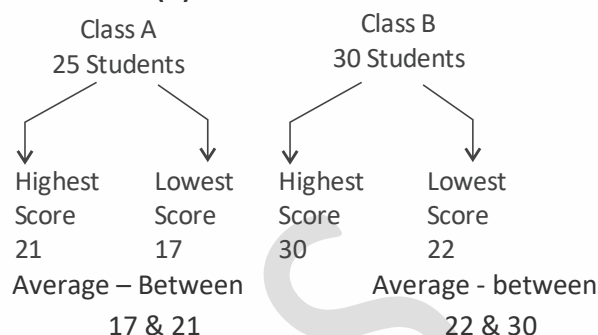 Class A
25 Students
Class B
30 Students
Highest
Score
21
Lowest
Score
17
Highest
Score
30
Lowest
Score
22
Average – Between
17 & 21
Average - between
22 & 30